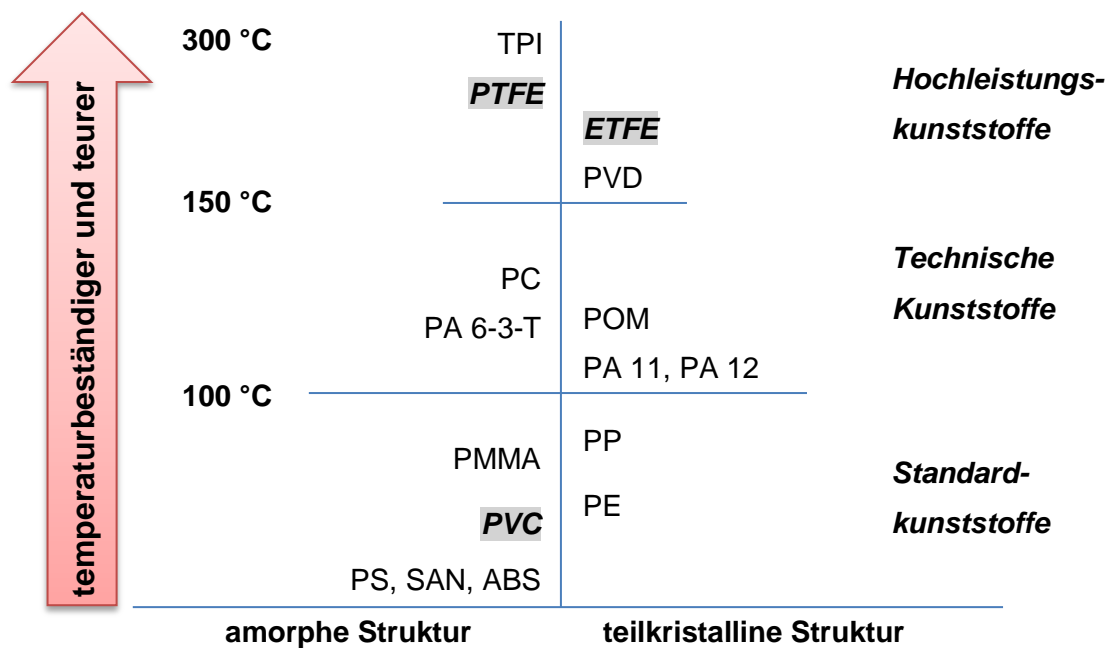 temperaturbeständiger und teurer
300 °C
TPI
PTFE
ETFE
PVD
Hochleistungs-
kunststoffe
150 °C
PC
PA 6-3-T
POM
PA 11, PA 12
Technische
Kunststoffe
100 °C
PMMA
PVC
PS, SAN, ABS
PP
PE
Standard-
kunststoffe
amorphe Struktur
teilkristalline Struktur